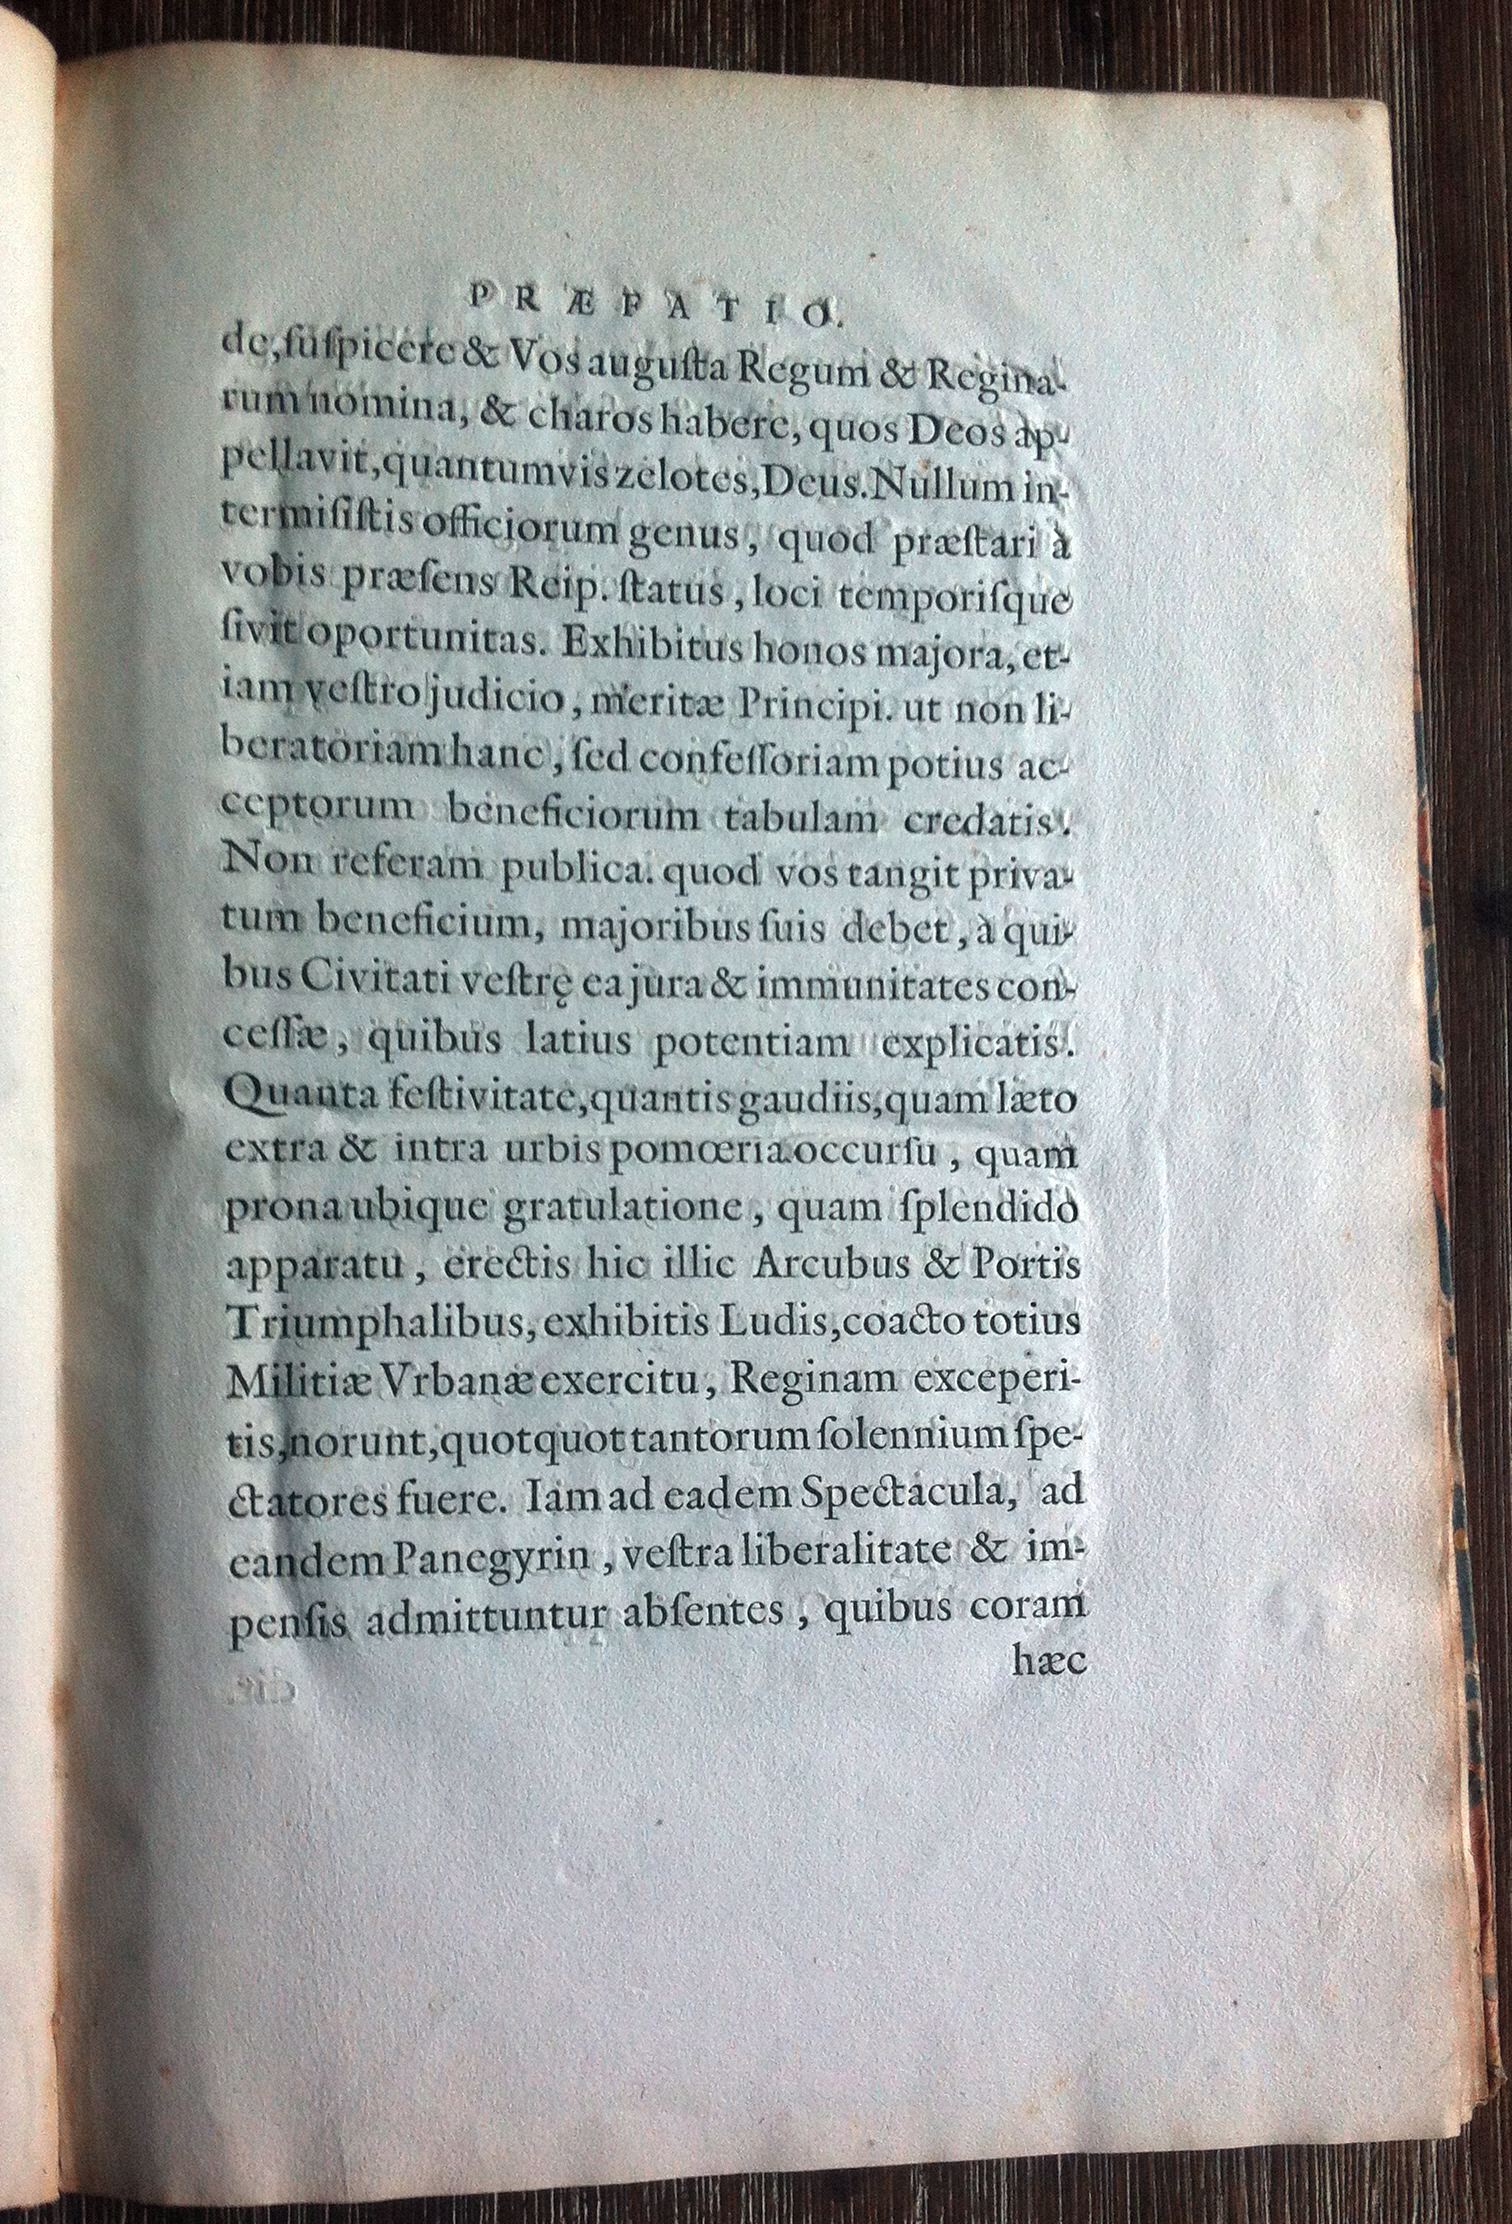 PRÆFATIO.
de, ſuſpicere & Vos auguſta Regum & Regina-
rum nomina, & charos habere, quos Deos ap-
pellavit, quantumvis zelotes, Deus. Nullum in-
termiſiſtis officiorum genus, quod præſtari à
vobis præſens Reip. ſtatus, loci temporiſque
ſivit oportunitas. Exhibitus honos majora, et-
iam veſtro judicio, meritæ Principi. ut non li-
beratoriam hanc, ſed confeſſoriam potius ac-
ceptorum beneficiorum tabulam credatis.
Non referam publica. quod vos tangit priva-
tum beneficium, majoribus ſuis debet, à qui-
bus Civitati veſtrę ea jura & immunitates con-
ceſſæ, quibus latius potentiam explicatis.
Quanta feſtivitate, quantis gaudiis, quam læto
extra & intra urbis pomœria occurſu, quam
prona ubique gratulatione, quam ſplendido
apparatu, erectis hic illic Arcubus & Portis
Triumphalibus, exhibitis Ludis, coacto totius
Militiæ Vrbanæ exercitu, Reginam exceperi-
tis, norunt, quotquot tantorum ſolennium ſpe-
ctatores fuere. Iam ad eadem Spectacula, ad
eandem Panegyrin, veſtra liberalitate & im-
penſis admittuntur abſentes, quibus coram
hæc